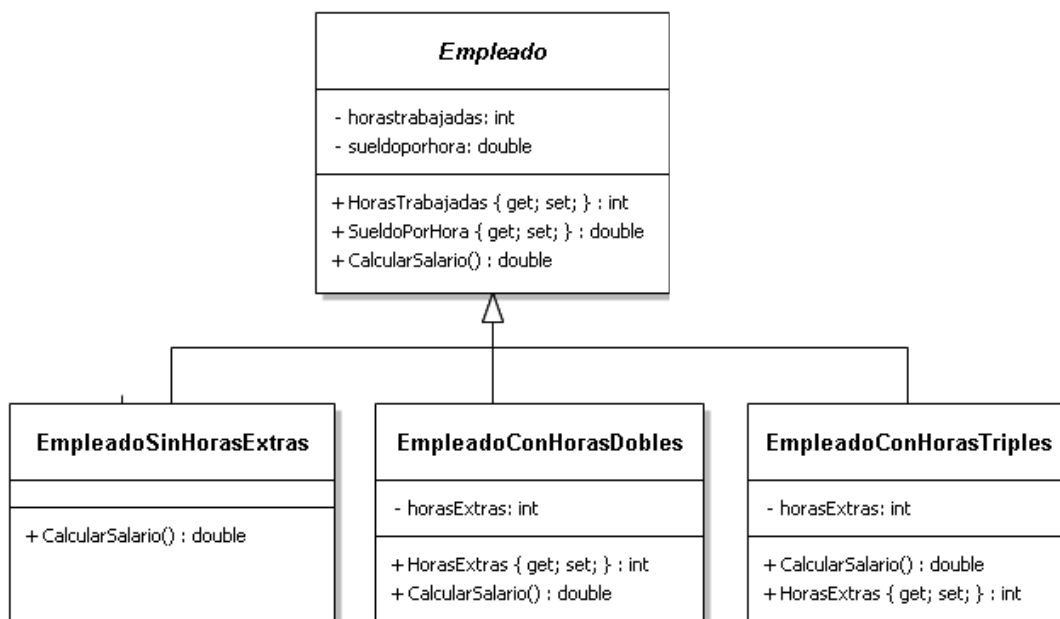 Empleado
- horastrabajadas: int
- sueldoporhora: double
+ HorasTrabajadas { get; set; } : int
+ SueldoPorHora { get; set; } : double
+ CalcularSalario() : double
EmpleadoSinHorasExtras
+ CalcularSalario() : double
EmpleadoConHorasDobles
- horasExtras: int
+ HorasExtras { get; set; } : int
+ CalcularSalario() : double
EmpleadoConHorasTriples
- horasExtras: int
+ CalcularSalario() : double
+ HorasExtras { get; set; } : int